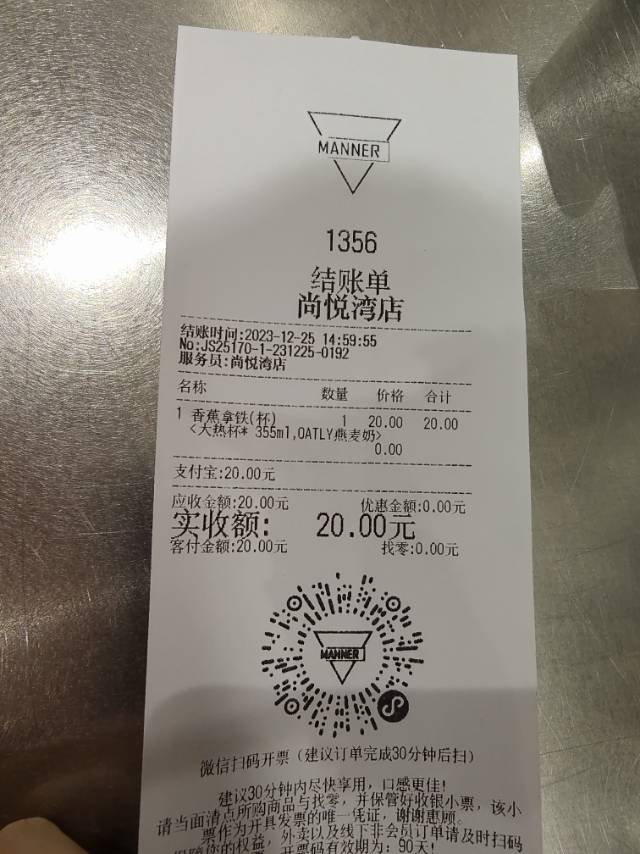 MANNER
1356
结账单
尚悦湾店
结账时间:2023-12-25 14:59:55
No:JS25170-1-231225-0192
服务员:尚悦湾店
名称 数量 价格 合计
1 香蕉拿铁(杯) 1 20.00 20.00
<大热杯* 355ml,OATLY燕麦奶>
0.00
支付宝:20.00元
应收金额:20.00元 优惠金额:0.00元
实收额: 20.00元
客付金额:20.00元 找零:0.00元
MANNER
微信扫码开票(建议订单完成30分钟后扫)
建议30分钟内尽快享用,口感更佳!
请当面清点所购商品与找零,并保管好收银小票,该小
票作为开具发票的唯一凭证,谢谢惠顾。
保障您的权益,外卖以及线下非会员订单请及时扫码
开票码有效期为:90天!